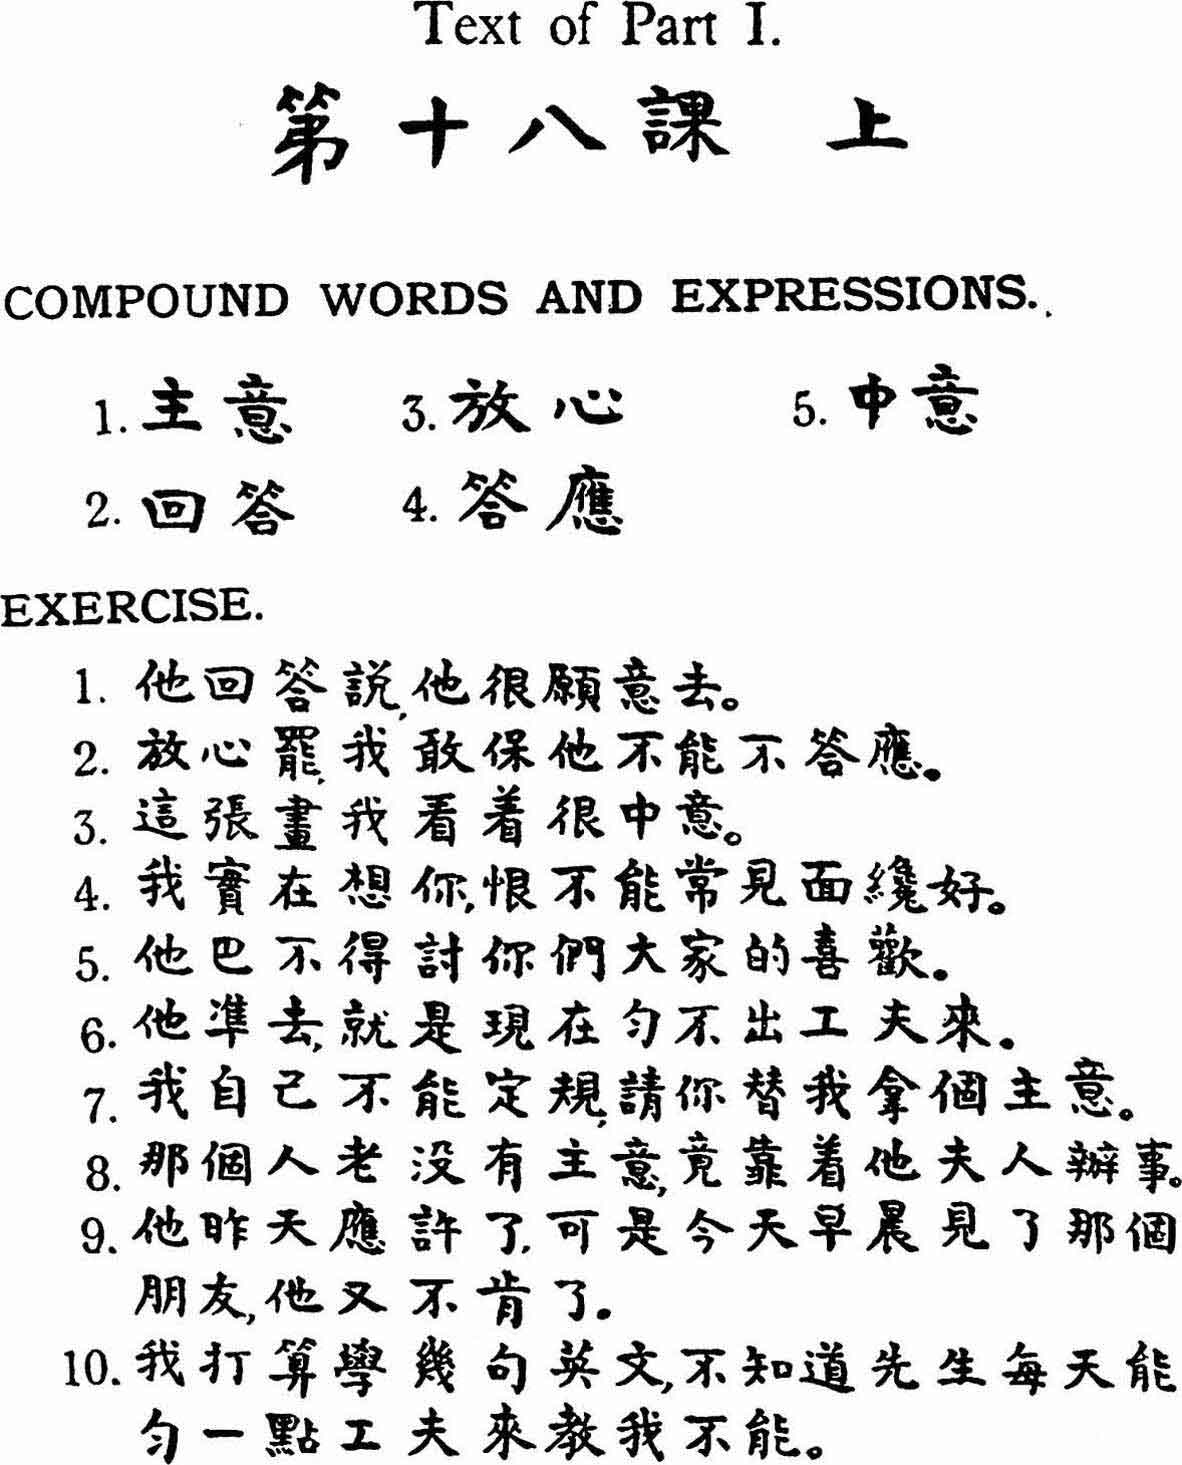 Text of Part I.
第十八課 上
COMPOUND WORDS AND EXPRESSIONS.
1. 主意 3. 放心 5. 中意
2. 回答 4. 答應
EXERCISE.
1. 他回答說,他很願意去。
2. 放心罷,我敢保他不能不答應。
3. 這張畫我看着很中意。
4. 我實在想你,恨不能常見面纔好。
5. 他巴不得討你們大家的喜歡。
6. 他準去,就是現在勻不出工夫來。
7. 我自己不能定規,請你替我拿個主意。
8. 那個人老没有主意,竟靠着他夫人辦事。
9. 他昨天應許了,可是今天早晨見了那個
朋友,他又不肯了。
10. 我打算學幾句英文,不知道先生每天能
勻一點工夫來教我不能。